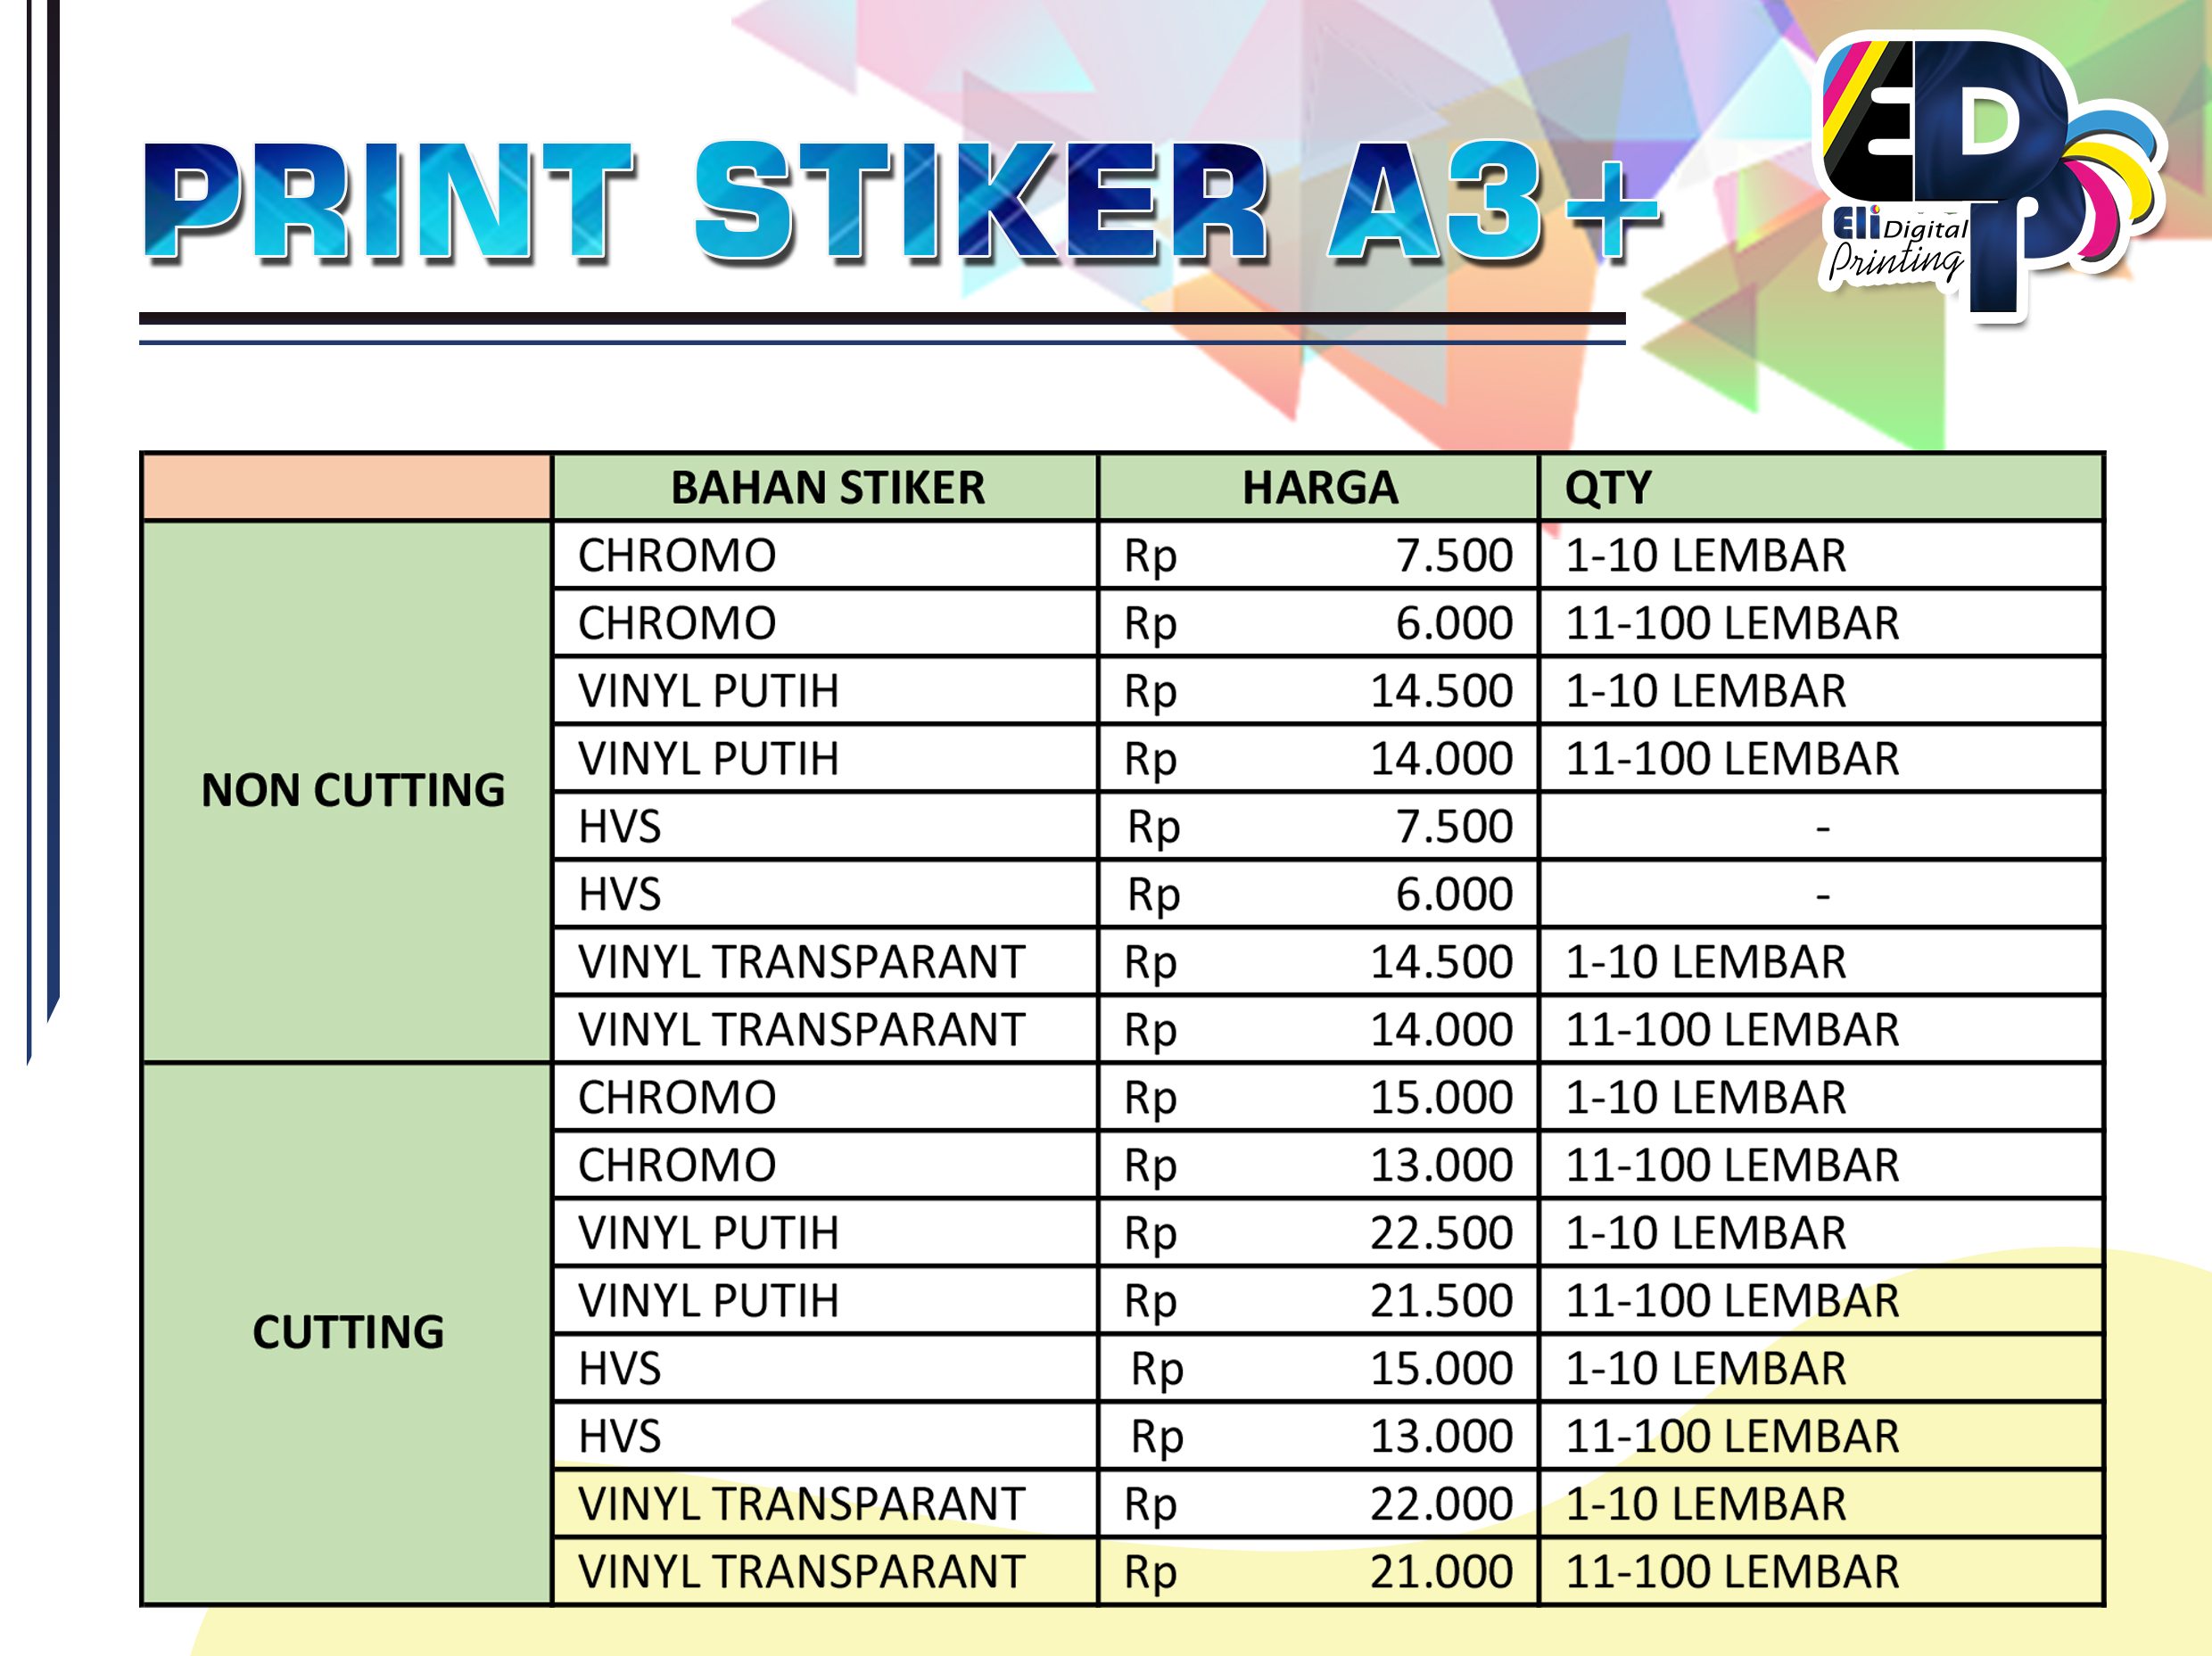 PRINT STIKER A3+
EDP
Eli Digital
Printing
BAHAN STIKER HARGA QTY
NON CUTTING
CHROMO Rp 7.500 1-10 LEMBAR
CHROMO Rp 6.000 11-100 LEMBAR
VINYL PUTIH Rp 14.500 1-10 LEMBAR
VINYL PUTIH Rp 14.000 11-100 LEMBAR
HVS Rp 7.500 -
HVS Rp 6.000 -
VINYL TRANSPARANT Rp 14.500 1-10 LEMBAR
VINYL TRANSPARANT Rp 14.000 11-100 LEMBAR
CUTTING
CHROMO Rp 15.000 1-10 LEMBAR
CHROMO Rp 13.000 11-100 LEMBAR
VINYL PUTIH Rp 22.500 1-10 LEMBAR
VINYL PUTIH Rp 21.500 11-100 LEMBAR
HVS Rp 15.000 1-10 LEMBAR
HVS Rp 13.000 11-100 LEMBAR
VINYL TRANSPARANT Rp 22.000 1-10 LEMBAR
VINYL TRANSPARANT Rp 21.000 11-100 LEMBAR